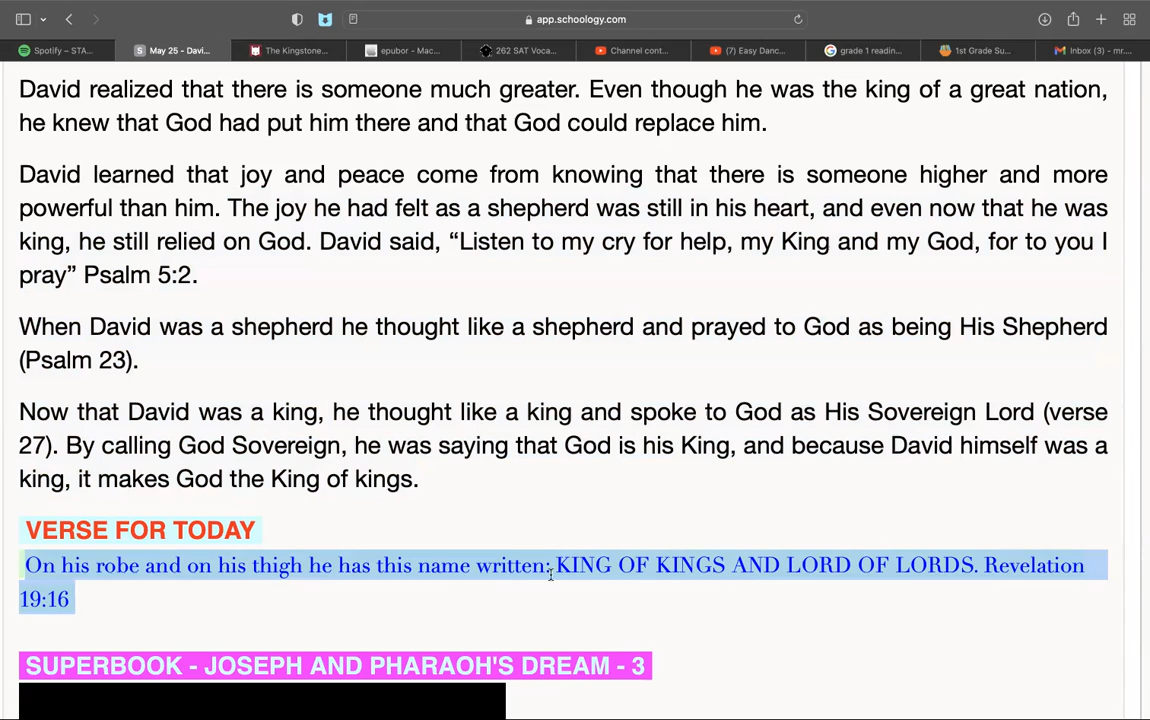 app.schoology.com
Spotify – STA...
S May 25 - Davi...
The Kingstone...
epubor - Mac...
262 SAT Voca...
Channel cont...
(7) Easy Danc...
grade 1 readin...
1st Grade Su...
Inbox (3) - mr....
David realized that there is someone much greater. Even though he was the king of a great nation,
he knew that God had put him there and that God could replace him.
David learned that joy and peace come from knowing that there is someone higher and more
powerful than him. The joy he had felt as a shepherd was still in his heart, and even now that he was
king, he still relied on God. David said, “Listen to my cry for help, my King and my God, for to you I
pray” Psalm 5:2.
When David was a shepherd he thought like a shepherd and prayed to God as being His Shepherd
(Psalm 23).
Now that David was a king, he thought like a king and spoke to God as His Sovereign Lord (verse
27). By calling God Sovereign, he was saying that God is his King, and because David himself was a
king, it makes God the King of kings.
VERSE FOR TODAY
On his robe and on his thigh he has this name written: KING OF KINGS AND LORD OF LORDS. Revelation
19:16
SUPERBOOK - JOSEPH AND PHARAOH'S DREAM - 3